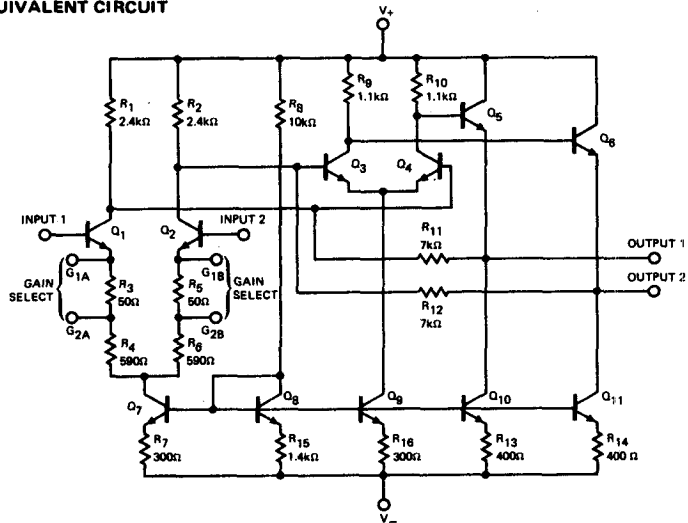 UIVALENT CIRCUIT
V+
R1
2.4kΩ
R2
2.4kΩ
R8
10kΩ
R9
1.1kΩ
R10
1.1kΩ
Q5
Q6
Q3
Q4
INPUT 1
Q1
Q2
INPUT 2
R11
7kΩ
OUTPUT 1
OUTPUT 2
R12
7kΩ
G1A
GAIN
SELECT
G2A
R3
50Ω
R5
50Ω
G1B
GAIN
SELECT
G2B
R4
590Ω
R6
590Ω
Q7
Q8
Q9
Q10
Q11
R7
300Ω
R15
1.4kΩ
R16
300Ω
R13
400Ω
R14
400 Ω
V−